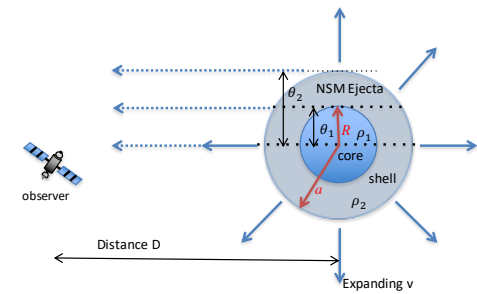 NSM Ejecta
θ₂
θ₁ R ρ₁
core
shell
a
ρ₂
observer
Distance D
Expanding v